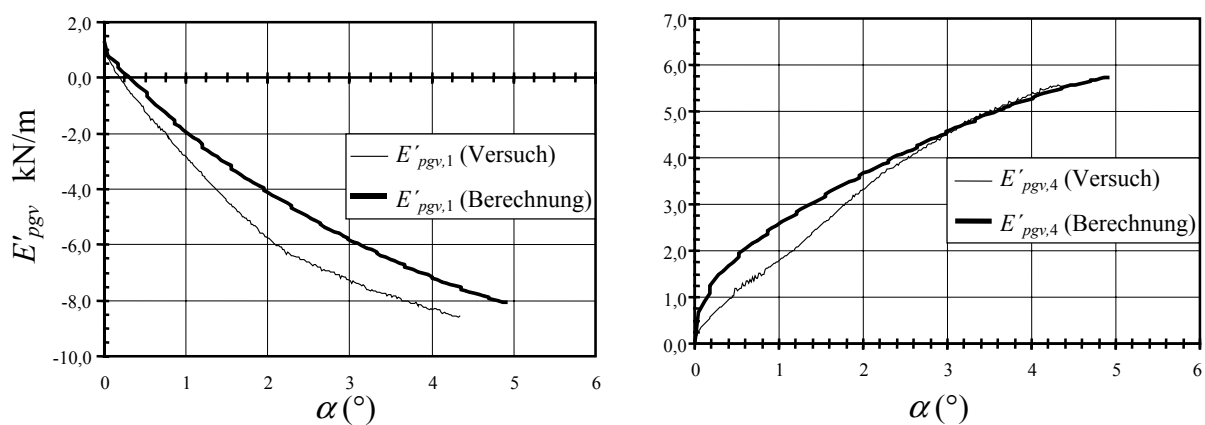 2,0
0,0
-2,0
-4,0
-6,0
-8,0
-10,0
E′pgv kN/m
0 1 2 3 4 5 6
α (°)
E′pgv,1 (Versuch)
E′pgv,1 (Berechnung)
7,0
6,0
5,0
4,0
3,0
2,0
1,0
0,0
0 1 2 3 4 5 6
α (°)
E′pgv,4 (Versuch)
E′pgv,4 (Berechnung)